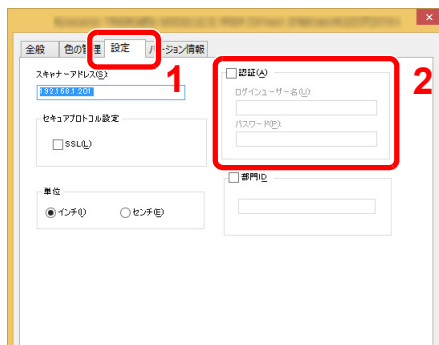 全般
色の管理
設定
バージョン情報
1
2
スキャナーアドレス(S):
192.168.1.201
セキュアプロトコル設定
SSL(L)
単位
インチ(I)
センチ(E)
認証(A)
ログインユーザー名(U):
パスワード(P):
部門ID